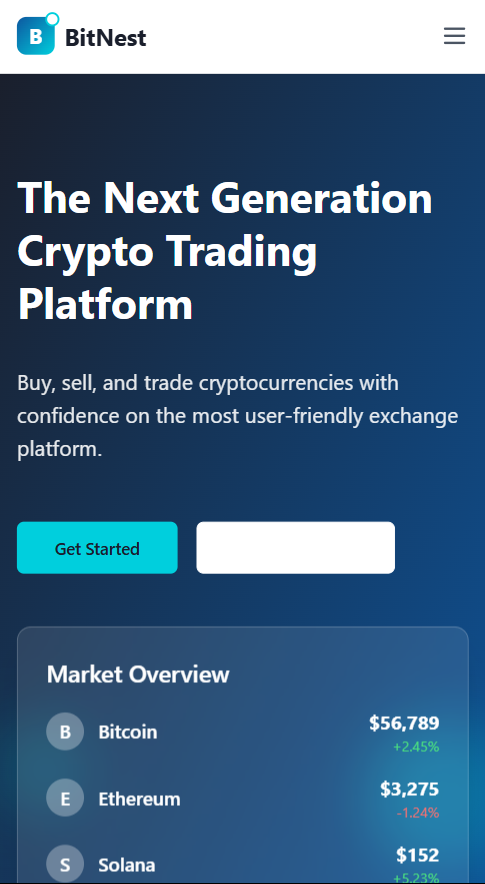 B BitNest
The Next Generation
Crypto Trading
Platform
Buy, sell, and trade cryptocurrencies with
confidence on the most user-friendly exchange
platform.
Get Started
Market Overview
B Bitcoin $56,789
+2.45%
E Ethereum $3,275
-1.24%
S Solana $152
+5.23%